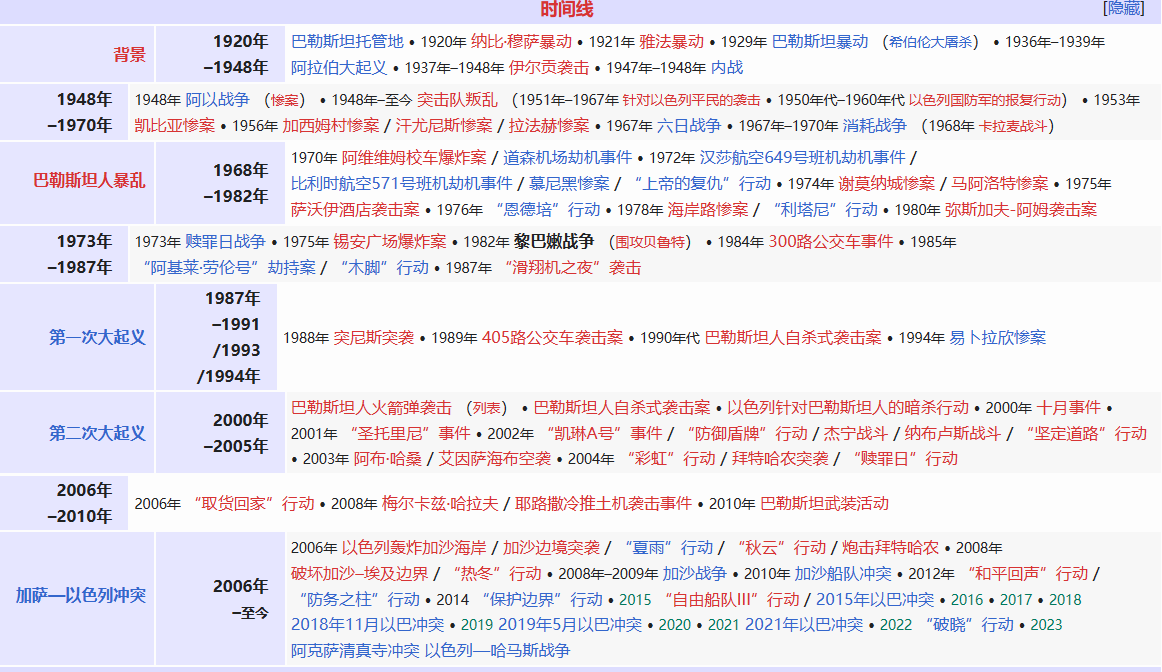 时间线 [隐藏]
背景
1920年
–1948年
巴勒斯坦托管地 • 1920年 纳比·穆萨暴动 • 1921年 雅法暴动 • 1929年 巴勒斯坦暴动 （希伯伦大屠杀） • 1936年–1939年
阿拉伯大起义 • 1937年–1948年 伊尔贡袭击 • 1947年–1948年 内战
1948年
–1970年
1948年 阿以战争 （惨案） • 1948年–至今 突击队叛乱 （1951年–1967年 针对以色列平民的袭击 • 1950年代–1960年代 以色列国防军的报复行动） • 1953年
凯比亚惨案 • 1956年 加西姆村惨案 / 汗尤尼斯惨案 / 拉法赫惨案 • 1967年 六日战争 • 1967年–1970年 消耗战争 （1968年 卡拉麦战斗）
巴勒斯坦人暴乱
1968年
–1982年
1970年 阿维维姆校车爆炸案 / 道森机场劫机事件 • 1972年 汉莎航空649号班机劫机事件 /
比利时航空571号班机劫机事件 / 慕尼黑惨案 / “上帝的复仇”行动 • 1974年 谢莫纳城惨案 / 马阿洛特惨案 • 1975年
萨沃伊酒店袭击案 • 1976年 “恩德培”行动 • 1978年 海岸路惨案 / “利塔尼”行动 • 1980年 弥斯加夫-阿姆袭击案
1973年
–1987年
1973年 赎罪日战争 • 1975年 锡安广场爆炸案 • 1982年 黎巴嫩战争 （围攻贝鲁特） • 1984年 300路公交车事件 • 1985年
“阿基莱·劳伦号”劫持案 / “木脚”行动 • 1987年 “滑翔机之夜”袭击
第一次大起义
1987年
–1991
/1993
/1994年
1988年 突尼斯突袭 • 1989年 405路公交车袭击案 • 1990年代 巴勒斯坦人自杀式袭击案 • 1994年 易卜拉欣惨案
第二次大起义
2000年
–2005年
巴勒斯坦人火箭弹袭击 （列表） • 巴勒斯坦人自杀式袭击案 • 以色列针对巴勒斯坦人的暗杀行动 • 2000年 十月事件 •
2001年 “圣托里尼”事件 • 2002年 “凯琳A号”事件 / “防御盾牌”行动 / 杰宁战斗 / 纳布卢斯战斗 / “坚定道路”行动
• 2003年 阿布·哈桑 / 艾因萨海布空袭 • 2004年 “彩虹”行动 / 拜特哈农突袭 / “赎罪日”行动
2006年
–2010年
2006年 “取货回家”行动 • 2008年 梅尔卡兹·哈拉夫 / 耶路撒冷推土机袭击事件 • 2010年 巴勒斯坦武装活动
加萨—以色列冲突
2006年
–至今
2006年 以色列轰炸加沙海岸 / 加沙边境突袭 / “夏雨”行动 / “秋云”行动 / 炮击拜特哈农 • 2008年
破坏加沙–埃及边界 / “热冬”行动 • 2008年–2009年 加沙战争 • 2010年 加沙船队冲突 • 2012年 “和平回声”行动 /
“防务之柱”行动 • 2014 “保护边界”行动 • 2015 “自由船队III”行动 / 2015年以巴冲突 • 2016 • 2017 • 2018
2018年11月以巴冲突 • 2019 2019年5月以巴冲突 • 2020 • 2021 2021年以巴冲突 • 2022 “破晓”行动 • 2023
阿克萨清真寺冲突 以色列—哈马斯战争